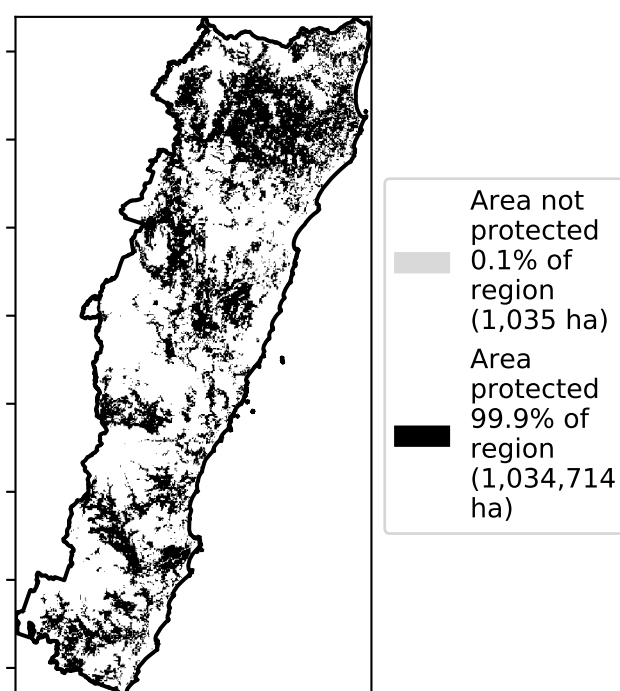 Area not
protected
0.1% of
region
(1,035 ha)
Area
protected
99.9% of
region
(1,034,714
ha)